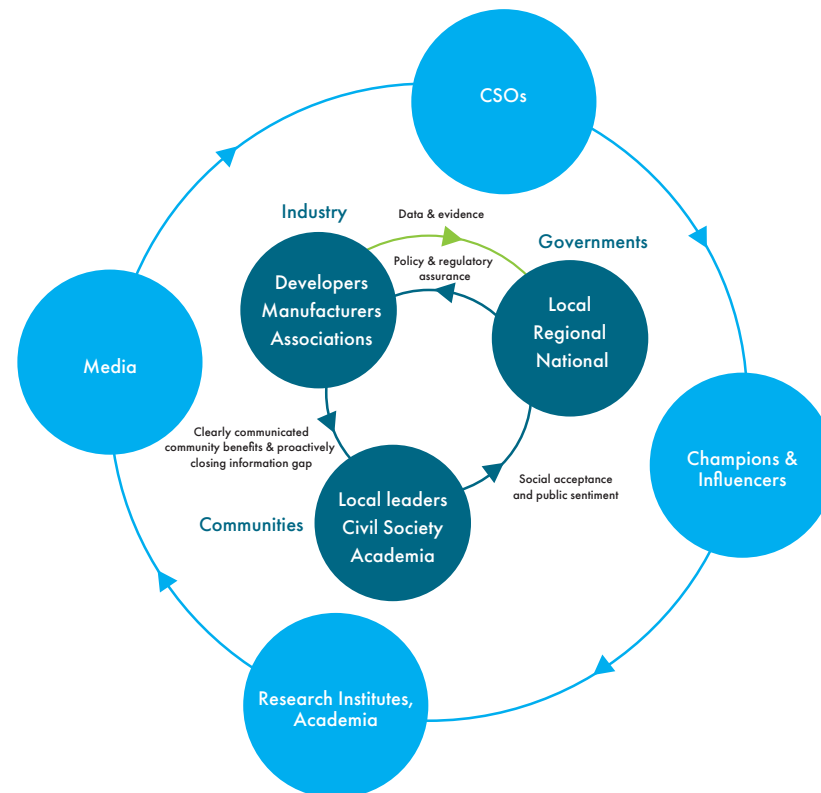 CSOs
Industry
Data & evidence
Governments
Policy & regulatory
assurance
Developers
Manufacturers
Associations
Local
Regional
National
Media
Clearly communicated
community benefits & proactively
closing information gap
Champions &
Influencers
Social acceptance
and public sentiment
Communities
Local leaders
Civil Society
Academia
Research Institutes,
Academia